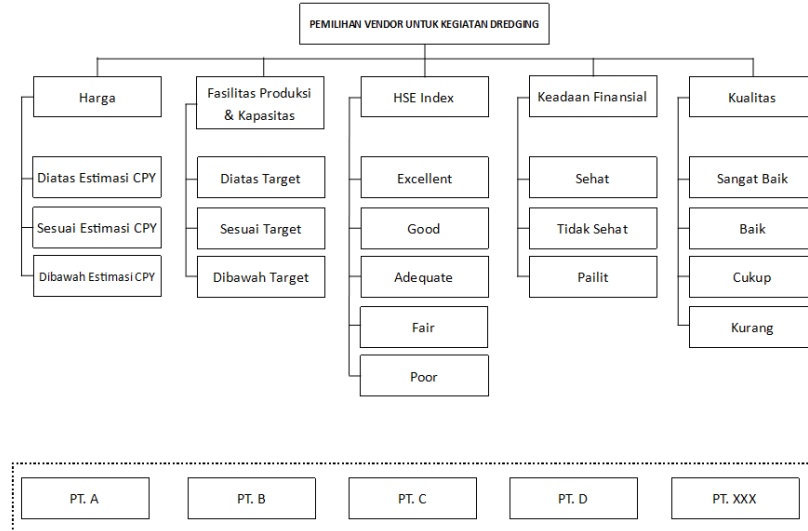 PEMILIHAN VENDOR UNTUK KEGIATAN DREDGING
Harga
Fasilitas Produksi
& Kapasitas
HSE Index
Keadaan Finansial
Kualitas
Diatas Estimasi CPY
Diatas Target
Excellent
Sehat
Sangat Baik
Sesuai Estimasi CPY
Sesuai Target
Good
Tidak Sehat
Baik
Dibawah Estimasi CPY
Dibawah Target
Adequate
Pailit
Cukup
Fair
Kurang
Poor
PT. A
PT. B
PT. C
PT. D
PT. XXX